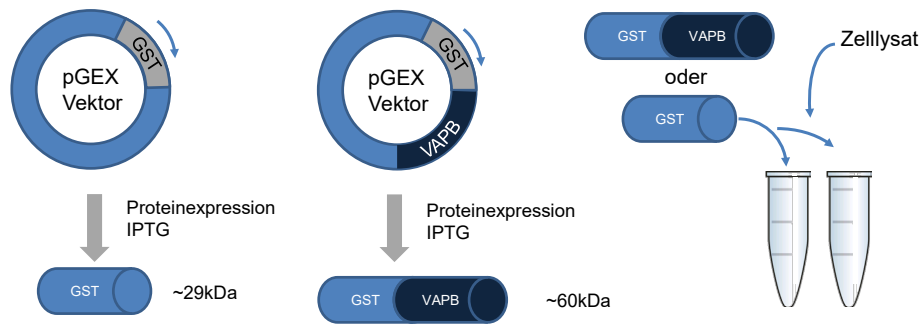 GST
pGEX
Vektor
Proteinexpression
IPTG
GST
~29kDa
GST
pGEX
Vektor
VAPB
Proteinexpression
IPTG
GST VAPB
~60kDa
GST VAPB
Zelllysat
oder
GST